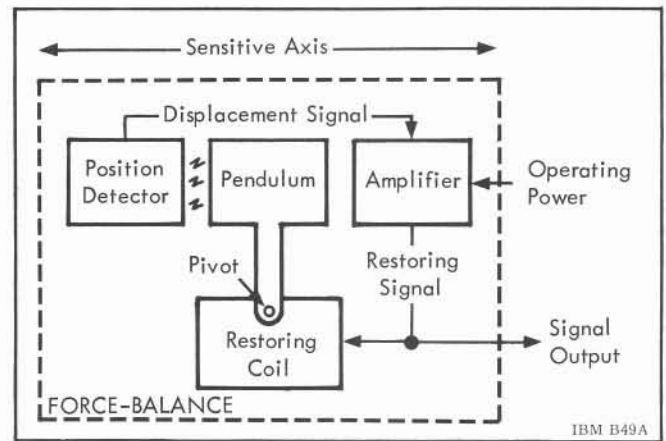 Sensitive Axis
Displacement Signal
Position
Detector
Pendulum
Amplifier
Operating
Power
Pivot
Restoring
Signal
Restoring
Coil
Signal
Output
FORCE-BALANCE
IBM B49A